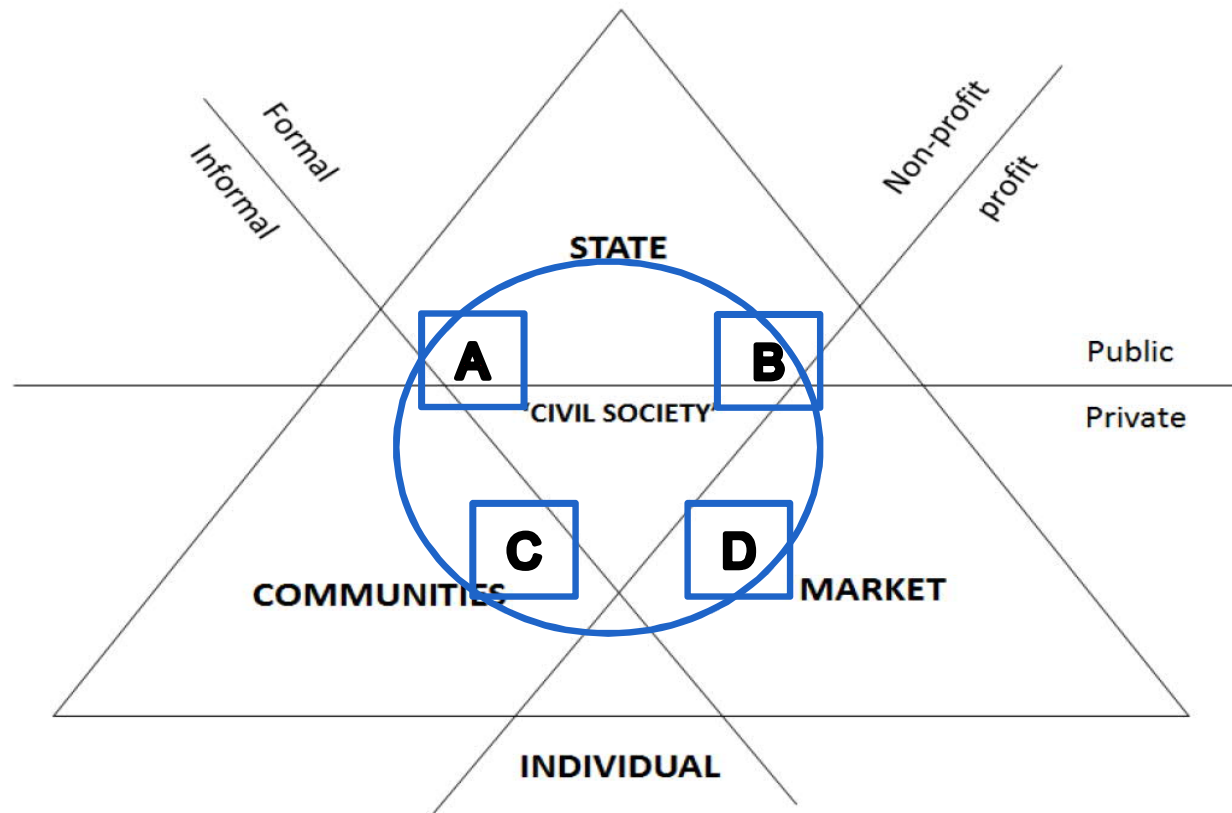 Formal
Informal
Non-profit
profit
STATE
A
B
Public
'CIVIL SOCIETY'
Private
C
D
COMMUNITIES
MARKET
INDIVIDUAL